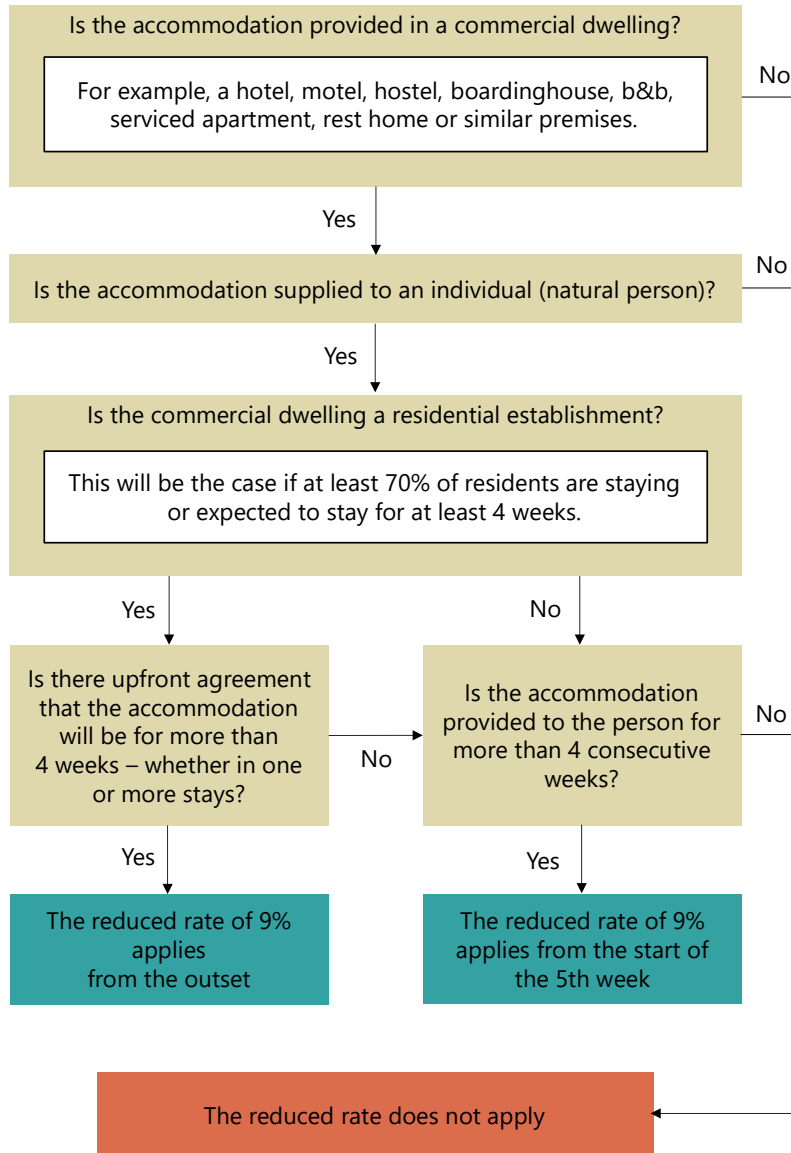 Is the accommodation provided in a commercial dwelling?
For example, a hotel, motel, hostel, boardinghouse, b&b,
serviced apartment, rest home or similar premises.
No
Yes
Is the accommodation supplied to an individual (natural person)?
No
Yes
Is the commercial dwelling a residential establishment?
This will be the case if at least 70% of residents are staying
or expected to stay for at least 4 weeks.
Yes
No
Is there upfront agreement
that the accommodation
will be for more than
4 weeks – whether in one
or more stays?
No
Is the accommodation
provided to the person for
more than 4 consecutive
weeks?
No
Yes
Yes
The reduced rate of 9%
applies
from the outset
The reduced rate of 9%
applies from the start of
the 5th week
The reduced rate does not apply